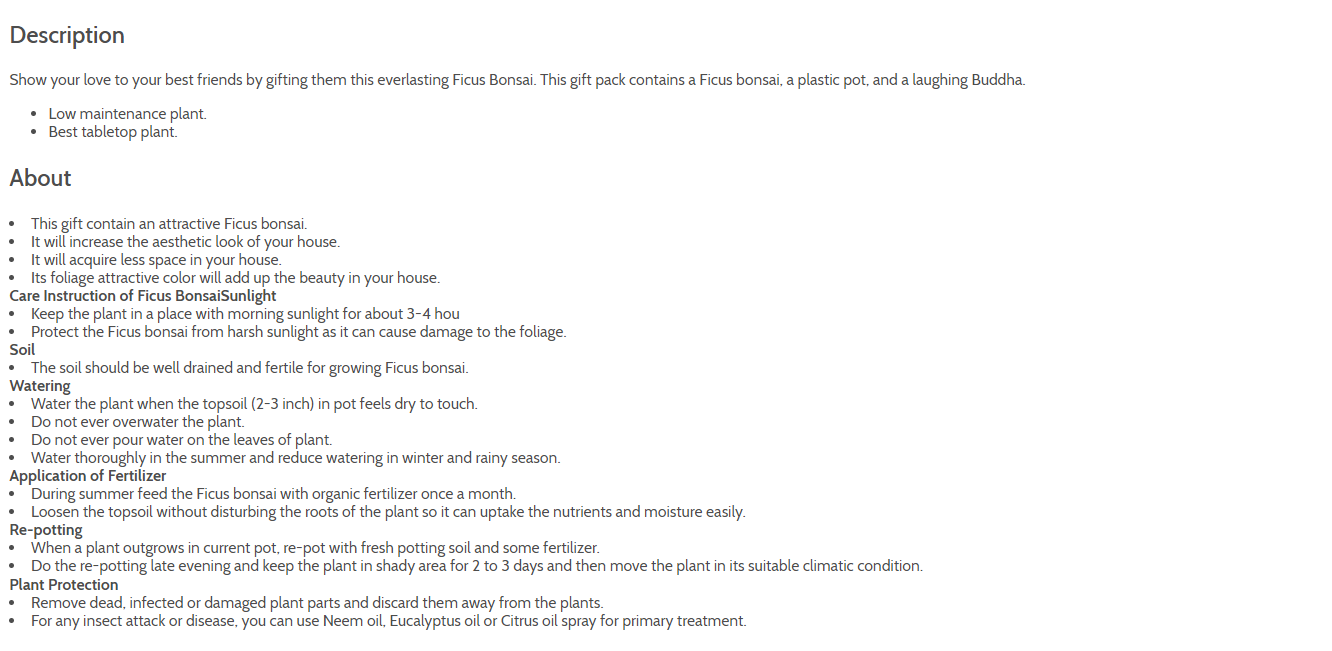 Description
Show your love to your best friends by gifting them this everlasting Ficus Bonsai. This gift pack contains a Ficus bonsai, a plastic pot, and a laughing Buddha.
• Low maintenance plant.
• Best tabletop plant.
About
• This gift contain an attractive Ficus bonsai.
• It will increase the aesthetic look of your house.
• It will acquire less space in your house.
• Its foliage attractive color will add up the beauty in your house.
Care Instruction of Ficus BonsaiSunlight
• Keep the plant in a place with morning sunlight for about 3-4 hou
• Protect the Ficus bonsai from harsh sunlight as it can cause damage to the foliage.
Soil
• The soil should be well drained and fertile for growing Ficus bonsai.
Watering
• Water the plant when the topsoil (2-3 inch) in pot feels dry to touch.
• Do not ever overwater the plant.
• Do not ever pour water on the leaves of plant.
• Water thoroughly in the summer and reduce watering in winter and rainy season.
Application of Fertilizer
• During summer feed the Ficus bonsai with organic fertilizer once a month.
• Loosen the topsoil without disturbing the roots of the plant so it can uptake the nutrients and moisture easily.
Re-potting
• When a plant outgrows in current pot, re-pot with fresh potting soil and some fertilizer.
• Do the re-potting late evening and keep the plant in shady area for 2 to 3 days and then move the plant in its suitable climatic condition.
Plant Protection
• Remove dead, infected or damaged plant parts and discard them away from the plants.
• For any insect attack or disease, you can use Neem oil, Eucalyptus oil or Citrus oil spray for primary treatment.